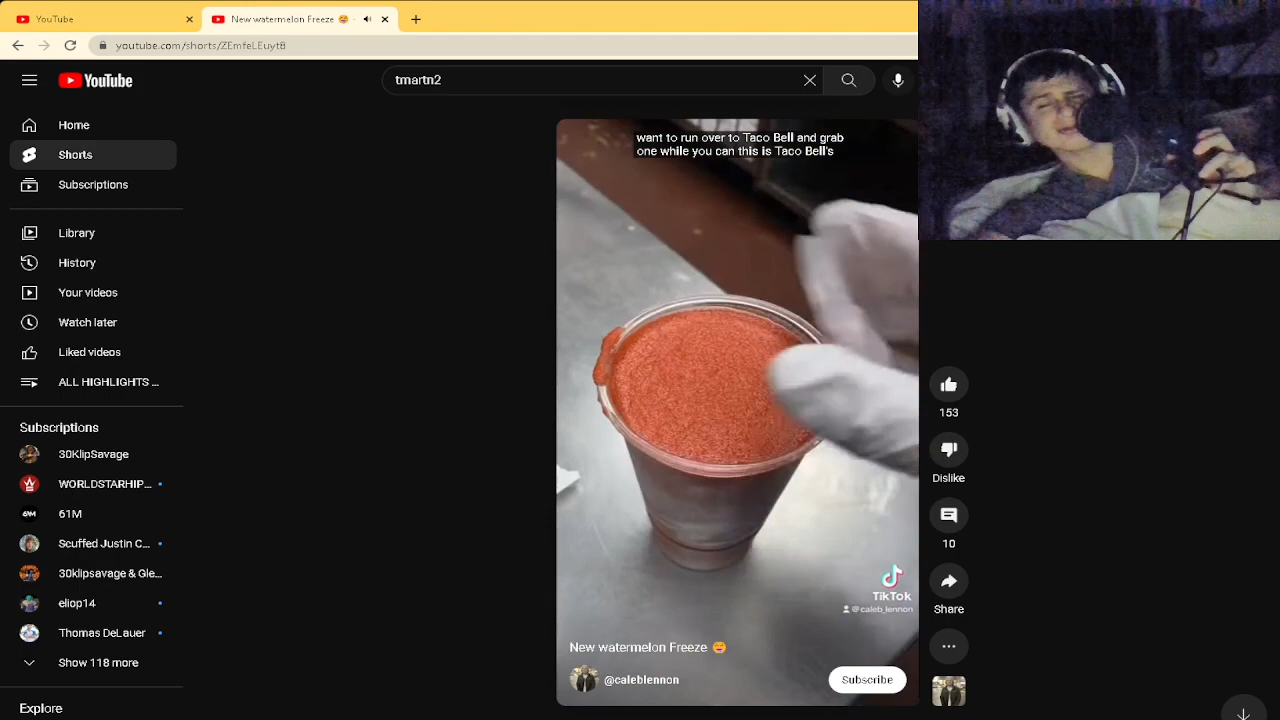 YouTube
New watermelon Freeze 🤤
youtube.com/shorts/ZEmfeLEuyt8
YouTube
tmartn2
Home
Shorts
Subscriptions
Library
History
Your videos
Watch later
Liked videos
ALL HIGHLIGHTS ...
Subscriptions
30KlipSavage
WORLDSTARHIP...
61M
Scuffed Justin C...
30klipsavage & Gle...
eliop14
Thomas DeLauer
Show 118 more
Explore
want to run over to Taco Bell and grab
one while you can this is Taco Bell's
TikTok
@caleb_lennon
New watermelon Freeze 🤤
@caleblennon
Subscribe
153
Dislike
10
Share